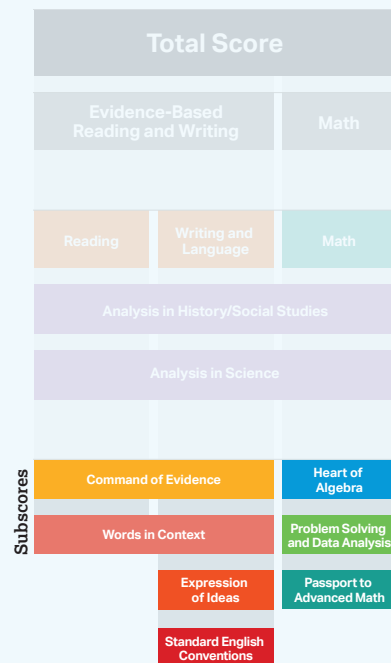 Total Score
Evidence-Based
Reading and Writing
Math
Reading
Writing and
Language
Math
Analysis in History/Social Studies
Analysis in Science
Subscores
Command of Evidence
Heart of
Algebra
Words in Context
Problem Solving
and Data Analysis
Expression
of Ideas
Passport to
Advanced Math
Standard English
Conventions